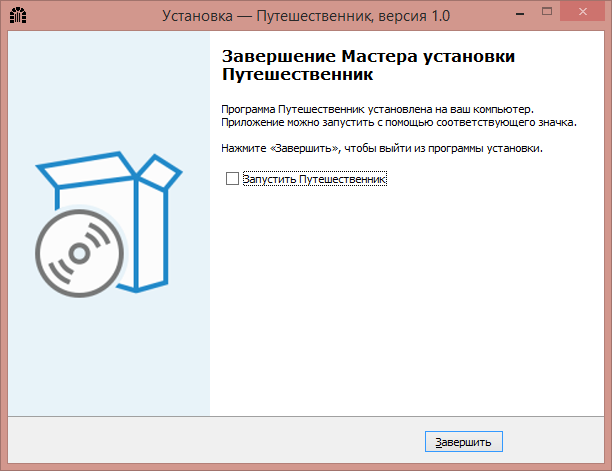 Установка — Путешественник, версия 1.0
Завершение Мастера установки
Путешественник
Программа Путешественник установлена на ваш компьютер.
Приложение можно запустить с помощью соответствующего значка.
Нажмите «Завершить», чтобы выйти из программы установки.
Запустить Путешественник
Завершить